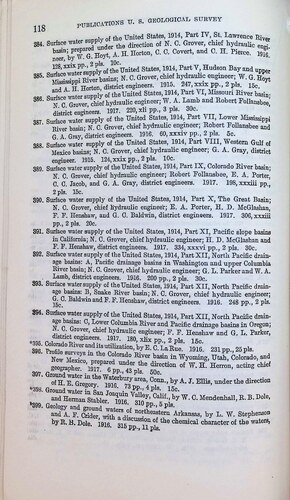 118 PUBLICATIONS U. S. GEOLOGICAL SURVEY
384. Surface water supply of the United States, 1914, Part IV, St. Lawrence River
basin; prepared under the direction of N. C. Grover, chief hydraulic engi-
neer, by W. G. Hoyt, A. H. Horton, C. C. Covert, and C. H. Pierce. 1916.
128, xxix pp., 2 pls. 10c.
385. Surface water supply of the United States, 1914, Part V, Hudson Bay and upper
Mississippi River basin; N. C. Grover, chief hydraulic engineer; W. G. Hoyt
and A. H. Horton, district engineers. 1915. 247, xxix pp., 2 pls. 15c.
386. Surface water supply of the United States, 1914, Part VI, Missouri River basin;
N. C. Grover, chief hydraulic engineer; W. A. Lamb and Robert Follansbee,
district engineers. 1917. 220, xii pp., 2 pls. 30c.
387. Surface water supply of the United States, 1914, Part VII, Lower Mississippi
River basin; N. C. Grover, chief hydraulic engineer; Robert Follansbee and
G. A. Gray, district engineers. 1916. 60, xxxiv pp., 2 pls. 5c.
388. Surface water supply of the United States, 1914, Part VIII, Western Gulf of
Mexico basin; N. C. Grover, chief hydraulic engineer; G. A. Gray, district
engineer. 1915. 124, xxix pp., 2 pls. 10c.
389. Surface water supply of the United States, 1914, Part IX, Colorado River basin;
N. C. Grover, chief hydraulic engineer; Robert Follansbee, E. A. Porter,
C. C. Jacob, and G. A. Gray, district engineers. 1917. 198, xxxiii pp.,
2 pls. 15c.
390. Surface water supply of the United States, 1914, Part X, The Great Basin;
N. C. Grover, chief hydraulic engineer; E. A. Porter, H. D. McGlashan,
F. F. Henshaw, and G. C. Baldwin, district engineers. 1917. 306, xxxiii
pp., 2 pls. 20c.
391. Surface water supply of the United States, 1914, Part XI, Pacific slope basins
in California; N. C. Grover, chief hydraulic engineer; H. D. McGlashan and
F. F. Henshaw, district engineers. 1917. 334, xxxvi pp., 2 pls. 30c.
392. Surface water supply of the United States, 1914, Part XII, North Pacific drain-
age basins: A, Pacific drainage basins in Washington and upper Columbia
River basin; N. C. Grover, chief hydraulic engineer; G. L. Parker and W. A.
Lamb, district engineers. 1916. 200 pp., 2 pls. 30c.
393. Surface water supply of the United States, 1914, Part XII, North Pacific drain-
age basins: B, Snake River basin; N. C. Grover, chief hydraulic engineer;
G. C. Baldwin and F. F. Henshaw, district engineers. 1916. 248 pp., 2 pls.
15c.
394. Surface water supply of the United States, 1914, Part XII, North Pacific drain-
age basins: C, Lower Columbia River and Pacific drainage basins in Oregon;
N. C. Grover, chief hydraulic engineer; F. F. Henshaw and G. L. Parker,
district engineers. 1917. 180, xlix pp., 2 pls. 15c.
*395. Colorado River and its utilization, by E. C. La Rue. 1916. 231 pp., 25 pls.
396. Profile surveys in the Colorado River basin in Wyoming, Utah, Colorado, and
New Mexico, prepared under the direction of W. H. Herron, acting chief
geographer. 1917. 6 pp., 43 pls. 50c.
397. Ground water in the Waterbury area, Conn., by A. J. Ellis, under the direction
of H. E. Gregory. 1916. 73 pp., 4 pls. 15c.
*398. Ground water in San Joaquin Valley, Calif., by W. C. Mendenhall, R. B. Dole,
and Herman Stabler. 1916. 310 pp., 5 pls.
*399. Geology and ground waters of northeastern Arkansas, by L. W. Stephenson
and A. F. Crider, with a discussion of the chemical character of the waters,
by R. B. Dole. 1916. 315 pp., 11 pls.